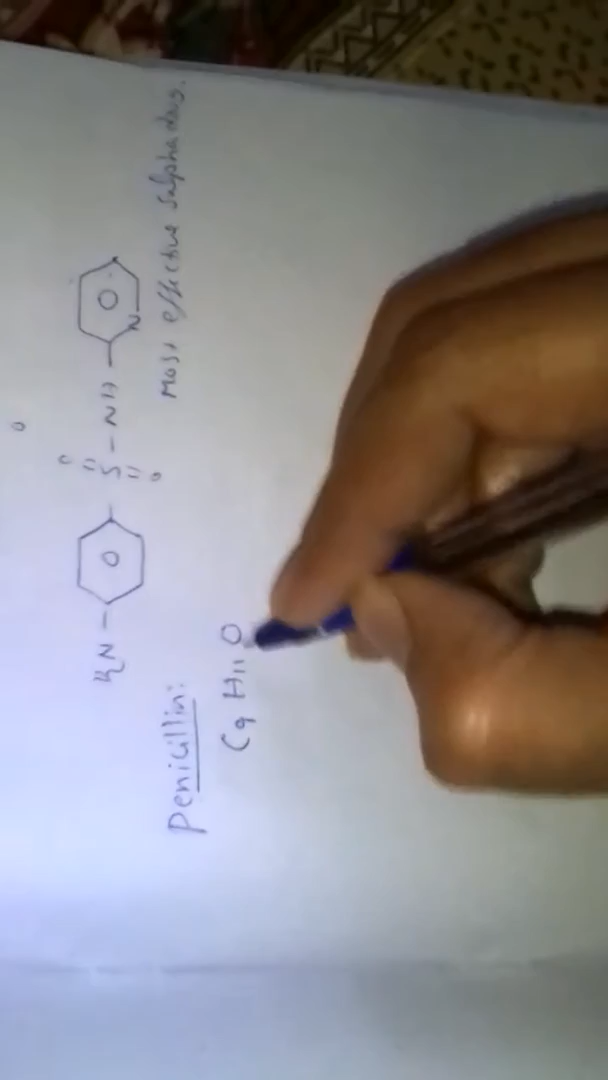 H₂N - S - NH - N
O O
Most effective Sulpha drug.
Penicillin:
C₉ H₁₁ O